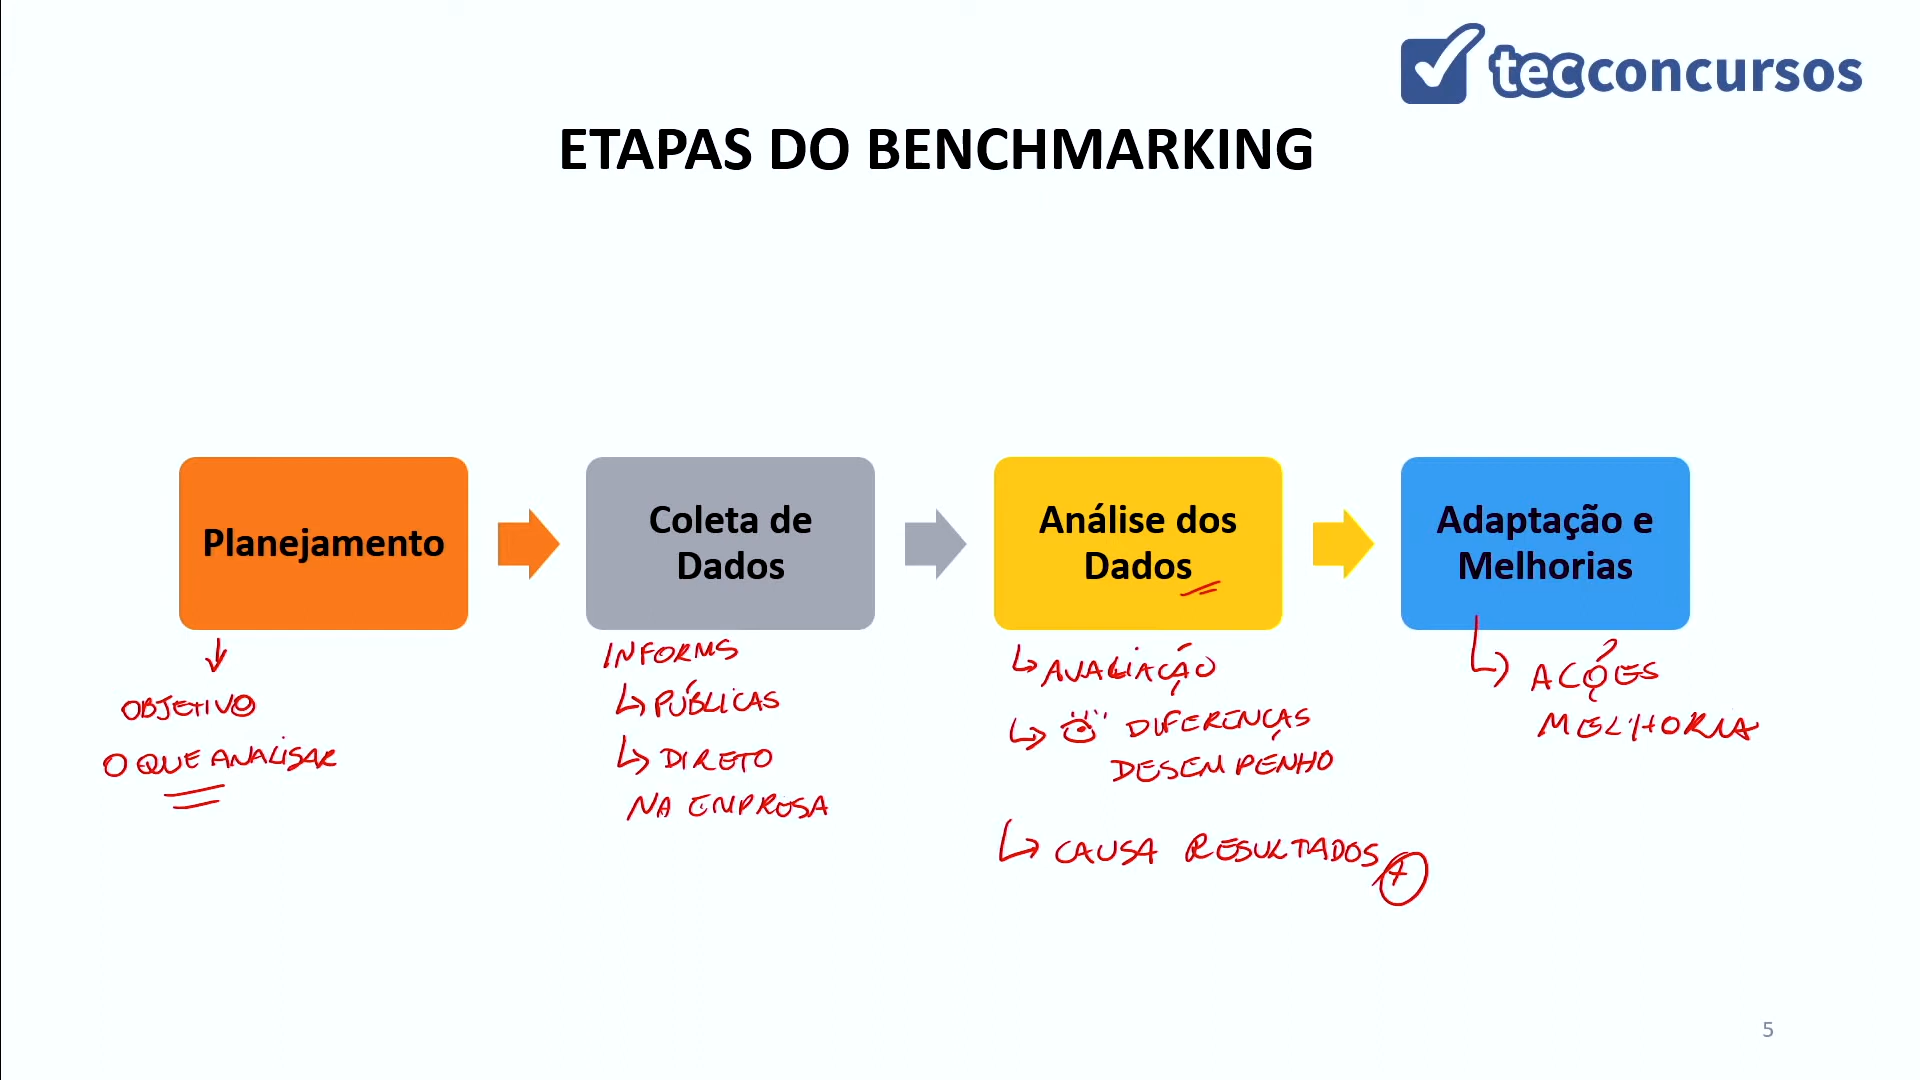 tecconcursos
ETAPAS DO BENCHMARKING
Planejamento
Coleta de
Dados
Análise dos
Dados
Adaptação e
Melhorias
OBJETIVO
O QUE ANALISAR
INFORMS
PÚBLICAS
DIRETO
NA EMPRESA
AVALIAÇÃO
DIFERENÇAS
DESEMPENHO
CAUSA RESULTADOS +
AÇÕES
MELHORIA
5